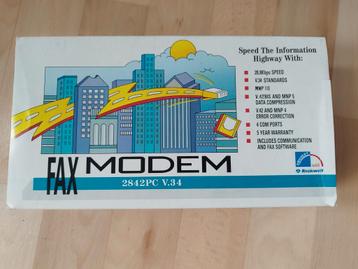 Speed The Information
Highway With:
28,8Kbps SPEED
V.34 STANDARDS
MNP 10
V.42BIS AND MNP 5
DATA COMPRESSION
V.42 AND MNP 4
ERROR CORRECTION
4 COM PORTS
5 YEAR WARRANTY
INCLUDES COMMUNICATION
AND FAX SOFTWARE
FAX MODEM
2842PC V.34
Rockwell